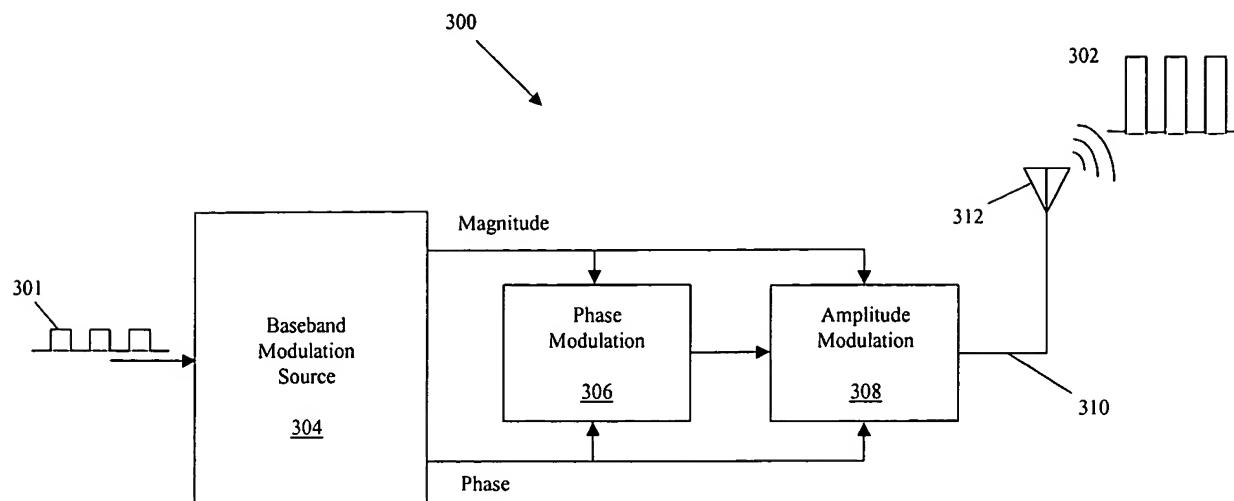 300
302
312
Magnitude
301
Baseband
Modulation
Source
304
Phase
Modulation
306
Amplitude
Modulation
308
310
Phase